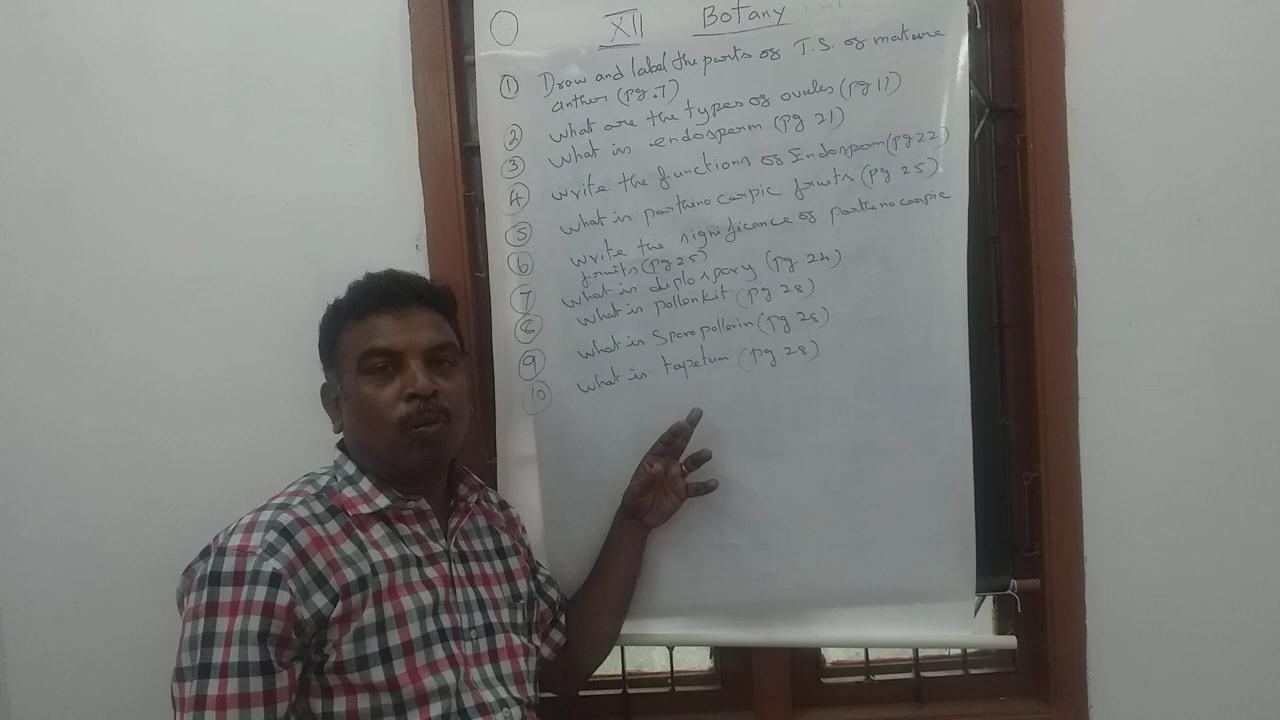 XII Botany
① Draw and label the parts of T.S. of mature
anther (pg.7)
② What are the types of ovules (pg 11)
③ What is endosperm (pg 21)
④ write the functions of Endosperm (pg 22)
⑤ What is parthenocarpic fruits (pg 25)
⑥ write the significance of parthenocarpic
fruits (pg 25)
⑦ What is diplospory (pg 24)
⑧ What is pollenkit (pg 28)
⑨ What is Sporopollenin (pg 28)
⑩ What is tapetum (pg 28)